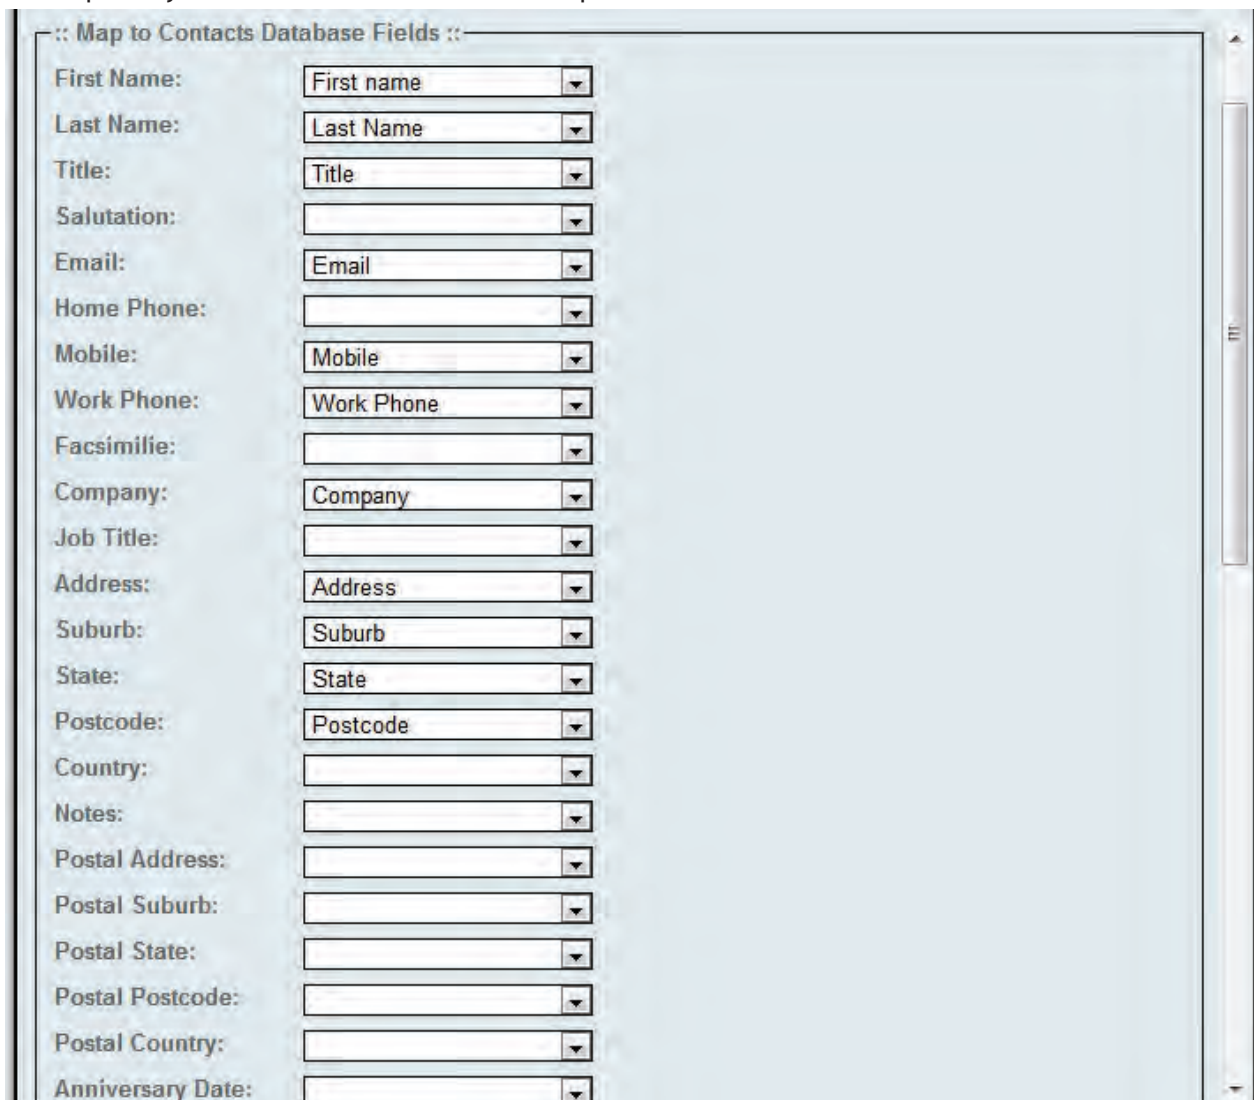 :: Map to Contacts Database Fields ::
First Name: First name
Last Name: Last Name
Title: Title
Salutation:
Email: Email
Home Phone:
Mobile: Mobile
Work Phone: Work Phone
Facsimilie:
Company: Company
Job Title:
Address: Address
Suburb: Suburb
State: State
Postcode: Postcode
Country:
Notes:
Postal Address:
Postal Suburb:
Postal State:
Postal Postcode:
Postal Country:
Anniversary Date: